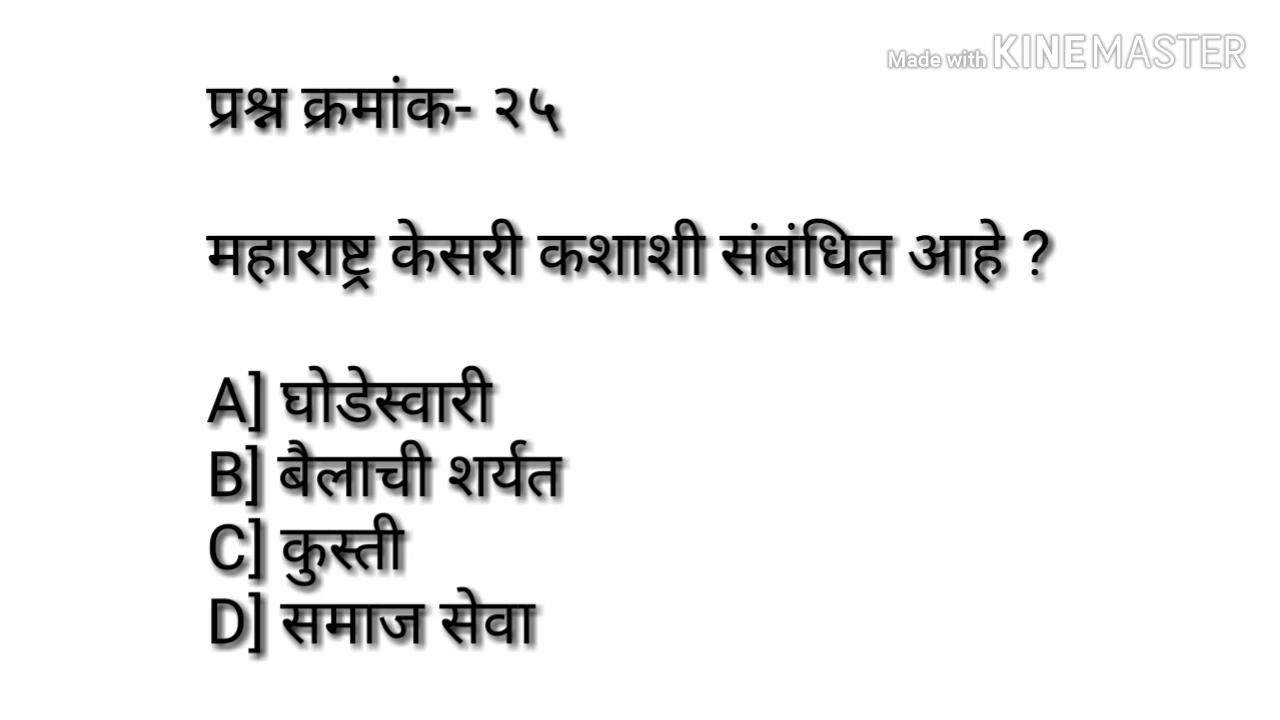 Made with KINEMASTER
प्रश्न क्रमांक- २५
महाराष्ट्र केसरी कशाशी संबंधित आहे ?
A] घोडेस्वारी
B] बैलाची शर्यत
C] कुस्ती
D] समाज सेवा